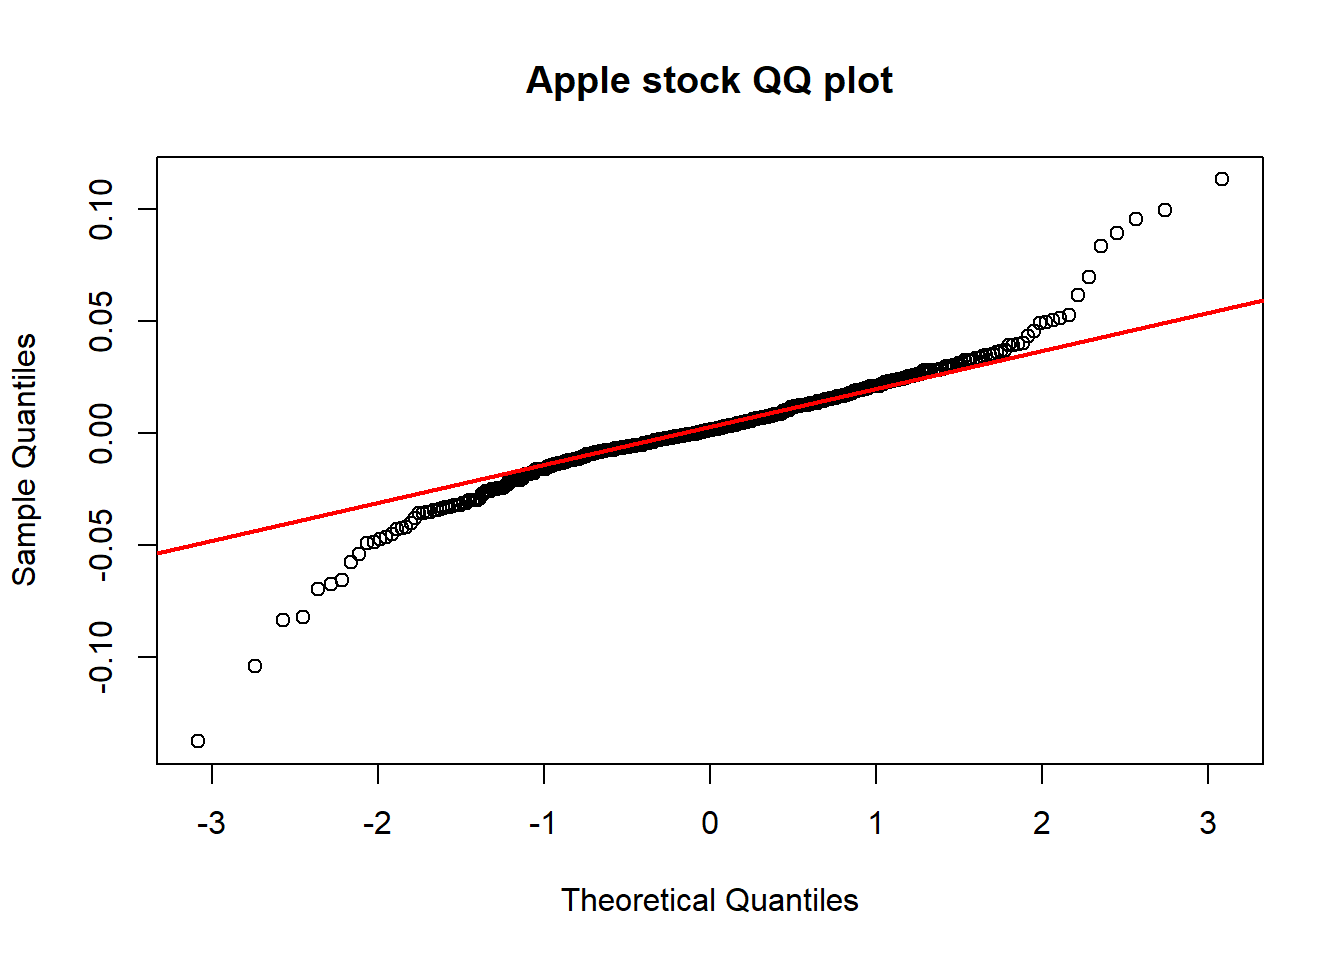 Apple stock QQ plot
Sample Quantiles
0.10
0.05
0.00
-0.05
-0.10
-3 -2 -1 0 1 2 3
Theoretical Quantiles